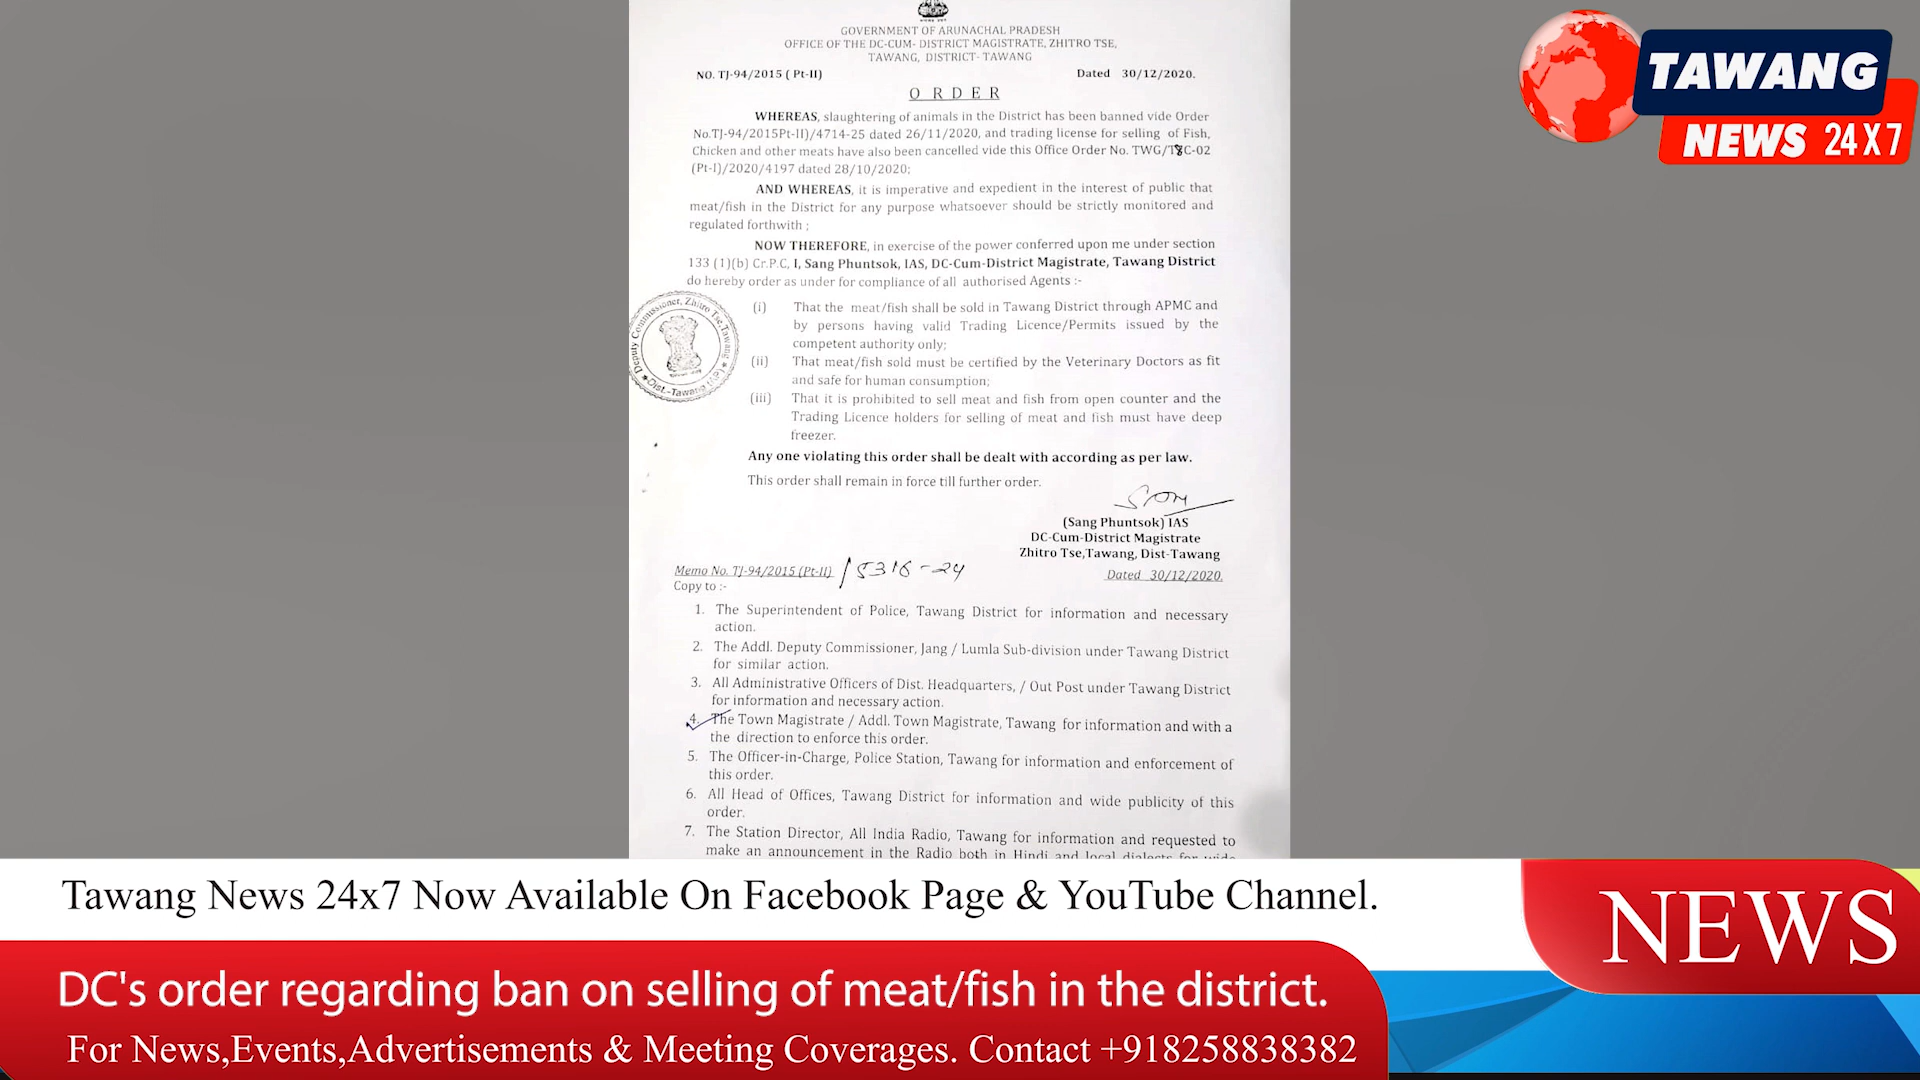 GOVERNMENT OF ARUNACHAL PRADESH
OFFICE OF THE DC-CUM- DISTRICT MAGISTRATE, ZHITRO TSE,
TAWANG, DISTRICT- TAWANG
NO. TJ-94/2015 ( Pt-II)
Dated 30/12/2020.
O R D E R
WHEREAS, slaughtering of animals in the District has been banned vide Order
No.TJ-94/2015Pt-II)/4714-25 dated 26/11/2020, and trading license for selling of Fish,
Chicken and other meats have also been cancelled vide this Office Order No. TWG/T&C-02
(Pt-I)/2020/4197 dated 28/10/2020;
AND WHEREAS, it is imperative and expedient in the interest of public that
meat/fish in the District for any purpose whatsoever should be strictly monitored and
regulated forthwith ;
NOW THEREFORE, in exercise of the power conferred upon me under section
133 (1)(b) Cr.P.C, I, Sang Phuntsok, IAS, DC-Cum-District Magistrate, Tawang District
do hereby order as under for compliance of all authorised Agents :-
(i) That the meat/fish shall be sold in Tawang District through APMC and
by persons having valid Trading Licence/Permits issued by the
competent authority only;
(ii) That meat/fish sold must be certified by the Veterinary Doctors as fit
and safe for human consumption;
(iii) That it is prohibited to sell meat and fish from open counter and the
Trading Licence holders for selling of meat and fish must have deep
freezer.
Any one violating this order shall be dealt with according as per law.
This order shall remain in force till further order.
Deputy Commissioner, Zhitro Tse, Tawang
Dist.-Tawang (AP)
(Sang Phuntsok) IAS
DC-Cum-District Magistrate
Zhitro Tse,Tawang, Dist-Tawang
Memo No. TJ-94/2015 (Pt-II) /5316-24
Dated 30/12/2020.
Copy to :-
1. The Superintendent of Police, Tawang District for information and necessary
action.
2. The Addl. Deputy Commissioner, Jang / Lumla Sub-division under Tawang District
for similar action.
3. All Administrative Officers of Dist. Headquarters, / Out Post under Tawang District
for information and necessary action.
4. The Town Magistrate / Addl. Town Magistrate, Tawang for information and with a
the direction to enforce this order.
5. The Officer-in-Charge, Police Station, Tawang for information and enforcement of
this order.
6. All Head of Offices, Tawang District for information and wide publicity of this
order.
7. The Station Director, All India Radio, Tawang for information and requested to
make an announcement in the Radio both in Hindi and local dialects for wide
TAWANG
NEWS 24X7
Tawang News 24x7 Now Available On Facebook Page & YouTube Channel.
NEWS
DC's order regarding ban on selling of meat/fish in the district.
For News,Events,Advertisements & Meeting Coverages. Contact +918258838382